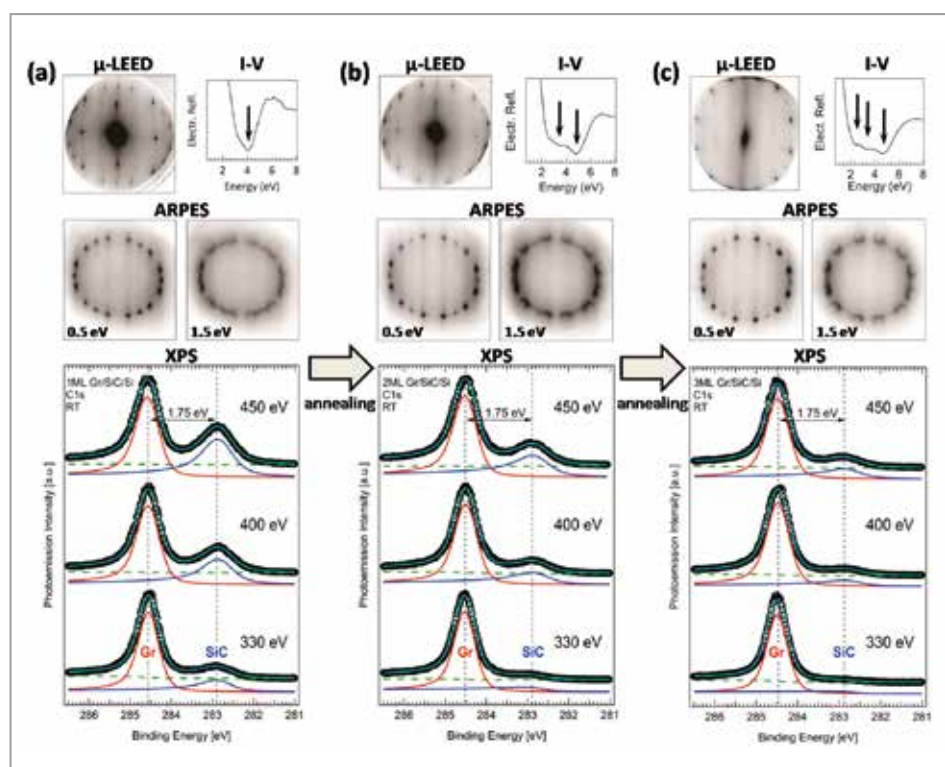 (a) μ-LEED I-V
Electr. Refl.
2 4 6 8
Energy (eV)
(b) μ-LEED I-V
Electr. Refl.
2 4 6 8
Energy (eV)
(c) μ-LEED I-V
Electr. Refl.
2 4 6 8
Energy (eV)
ARPES
0.5 eV 1.5 eV
ARPES
0.5 eV 1.5 eV
ARPES
0.5 eV 1.5 eV
XPS
1ML Gr/SiC/Si
C1s
RT
450 eV
1.75 eV
400 eV
330 eV
Gr SiC
Photoemission Intensity [a.u.]
286 285 284 283 282 281
Binding Energy [eV]
annealing
XPS
2ML Gr/SiC/Si
C1s
RT
450 eV
1.75 eV
400 eV
330 eV
Gr SiC
Photoemission Intensity [a.u.]
286 285 284 283 282 281
Binding Energy [eV]
annealing
XPS
3ML Gr/SiC/Si
C1s
RT
450 eV
1.75 eV
400 eV
330 eV
Gr SiC
Photoemission Intensity [a.u.]
286 285 284 283 282 281
Binding Energy [eV]